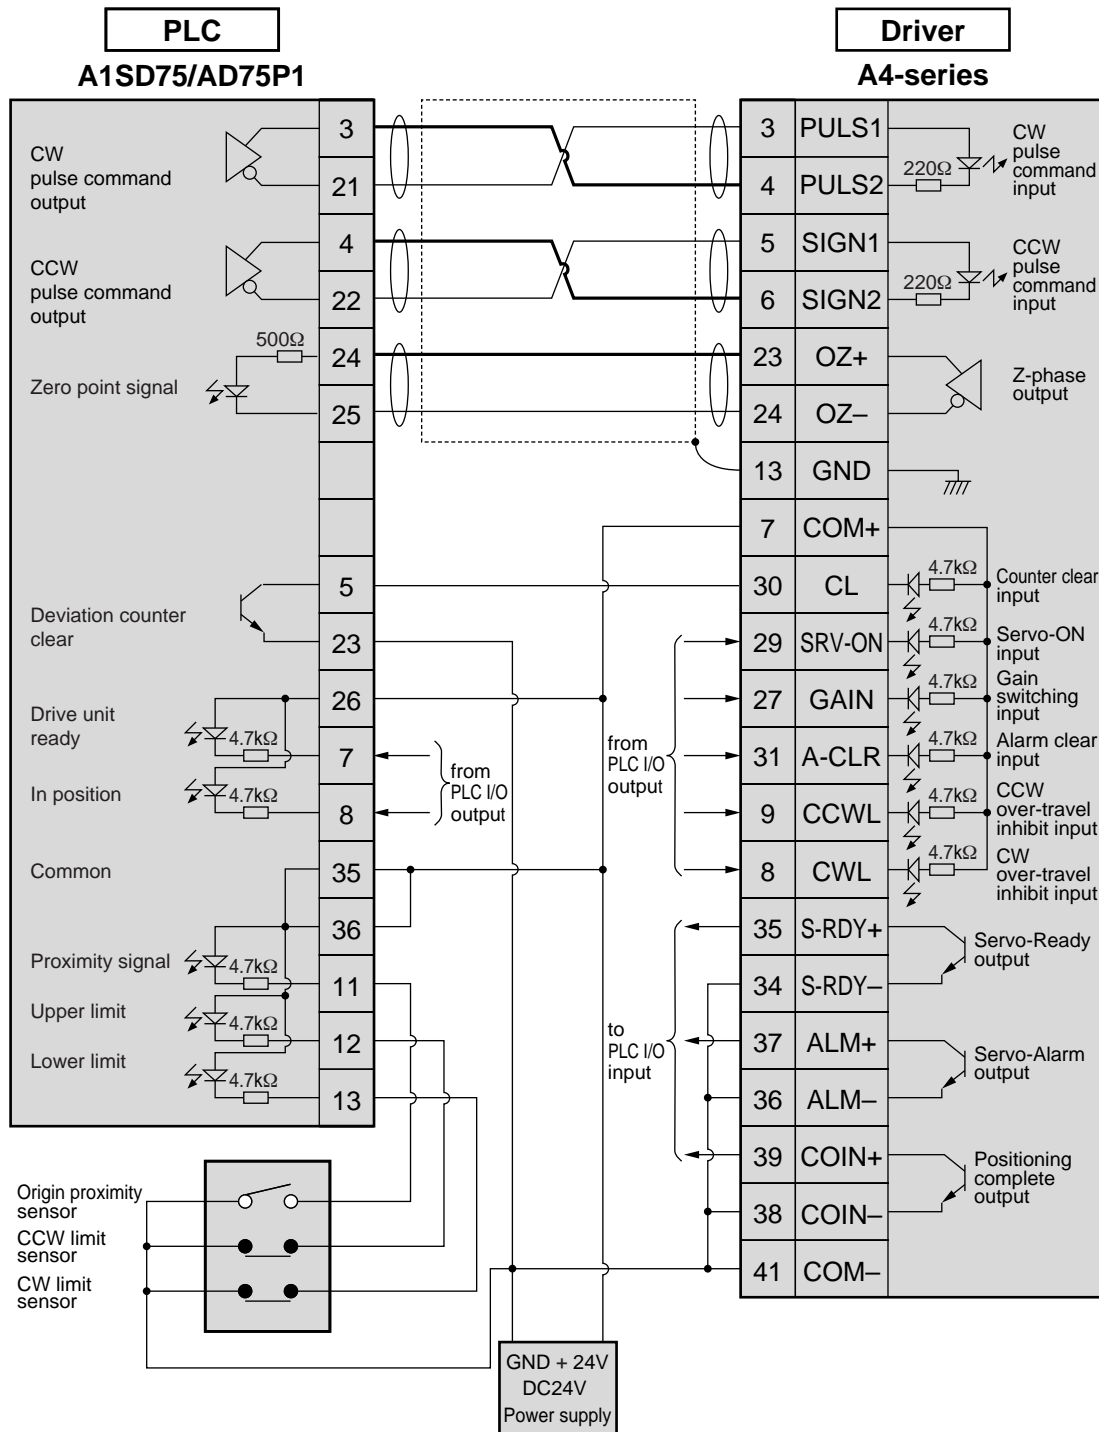 PLC
A1SD75/AD75P1
CW
pulse command
output
3
21
CCW
pulse command
output
4
22
500Ω
24
Zero point signal
25
5
Deviation counter
clear
23
26
Drive unit
ready
4.7kΩ
7
In position
4.7kΩ
8
from
PLC I/O
output
Common
35
36
Proximity signal
4.7kΩ
11
Upper limit
4.7kΩ
12
Lower limit
4.7kΩ
13
Origin proximity
sensor
CCW limit
sensor
CW limit
sensor
GND + 24V
DC24V
Power supply
from
PLC I/O
output
to
PLC I/O
input
Driver
A4-series
3 PULS1
4 PULS2
220Ω
CW
pulse
command
input
5 SIGN1
6 SIGN2
220Ω
CCW
pulse
command
input
23 OZ+
24 OZ–
Z-phase
output
13 GND
7 COM+
30 CL
4.7kΩ
Counter clear
input
29 SRV-ON
4.7kΩ
Servo-ON
input
27 GAIN
4.7kΩ
Gain
switching
input
31 A-CLR
4.7kΩ
Alarm clear
input
9 CCWL
4.7kΩ
CCW
over-travel
inhibit input
8 CWL
4.7kΩ
CW
over-travel
inhibit input
35 S-RDY+
34 S-RDY–
Servo-Ready
output
37 ALM+
36 ALM–
Servo-Alarm
output
39 COIN+
38 COIN–
Positioning
complete
output
41 COM–